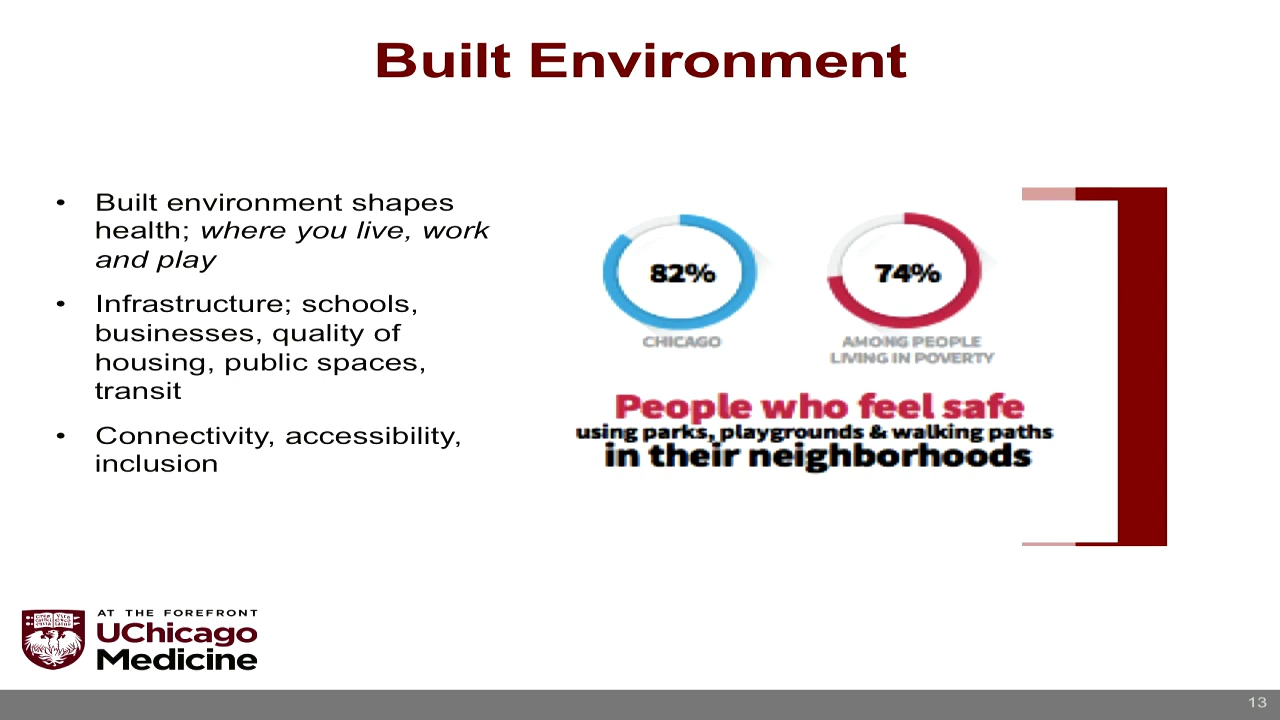 Built Environment
• Built environment shapes
health; where you live, work
and play
• Infrastructure; schools,
businesses, quality of
housing, public spaces,
transit
• Connectivity, accessibility,
inclusion
82%
CHICAGO
74%
AMONG PEOPLE
LIVING IN POVERTY
People who feel safe
using parks, playgrounds & walking paths
in their neighborhoods
AT THE FOREFRONT
UChicago
Medicine
13